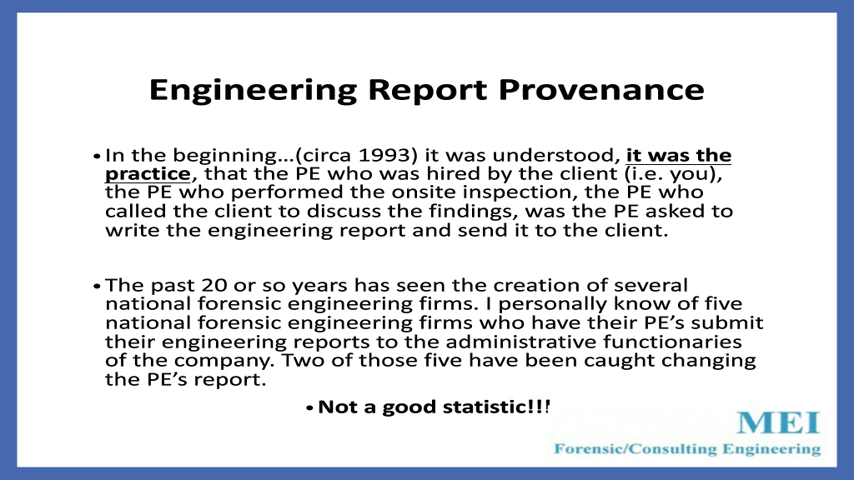 Engineering Report Provenance
•In the beginning...(circa 1993) it was understood, it was the
practice, that the PE who was hired by the client (i.e. you),
the PE who performed the onsite inspection, the PE who
called the client to discuss the findings, was the PE asked to
write the engineering report and send it to the client.
•The past 20 or so years has seen the creation of several
national forensic engineering firms. I personally know of five
national forensic engineering firms who have their PE’s submit
their engineering reports to the administrative functionaries
of the company. Two of those five have been caught changing
the PE’s report.
•Not a good statistic!!!
MEI
Forensic/Consulting Engineering